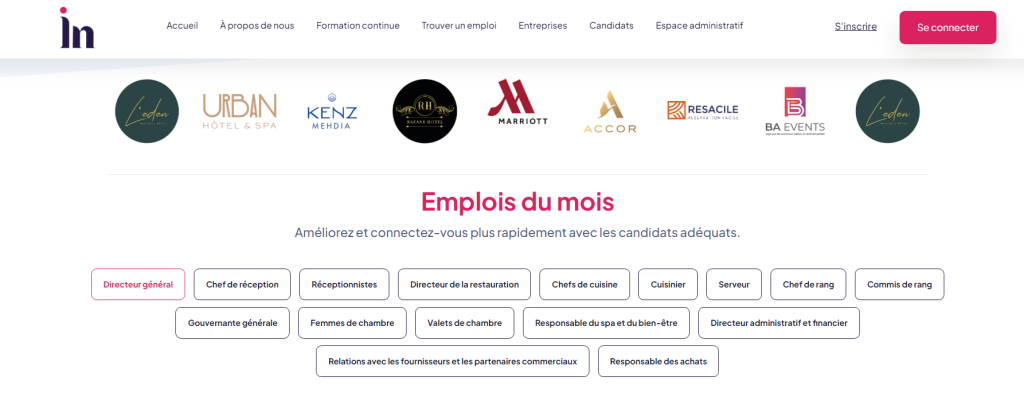 in
Accueil À propos de nous Formation continue Trouver un emploi Entreprises Candidats Espace administratif S'inscrire Se connecter
L'eden
URBAN
HÔTEL & SPA
KENZ
MEHDIA
RH
HOTEL
MARRIOTT
ACCOR
RESACILE
BA EVENTS
L'eden
Emplois du mois
Améliorez et connectez-vous plus rapidement avec les candidats adéquats.
Directeur général Chef de réception Réceptionnistes Directeur de la restauration Chefs de cuisine Cuisinier Serveur Chef de rang Commis de rang
Gouvernante générale Femmes de chambre Valets de chambre Responsable du spa et du bien-être Directeur administratif et financier
Relations avec les fournisseurs et les partenaires commerciaux Responsable des achats